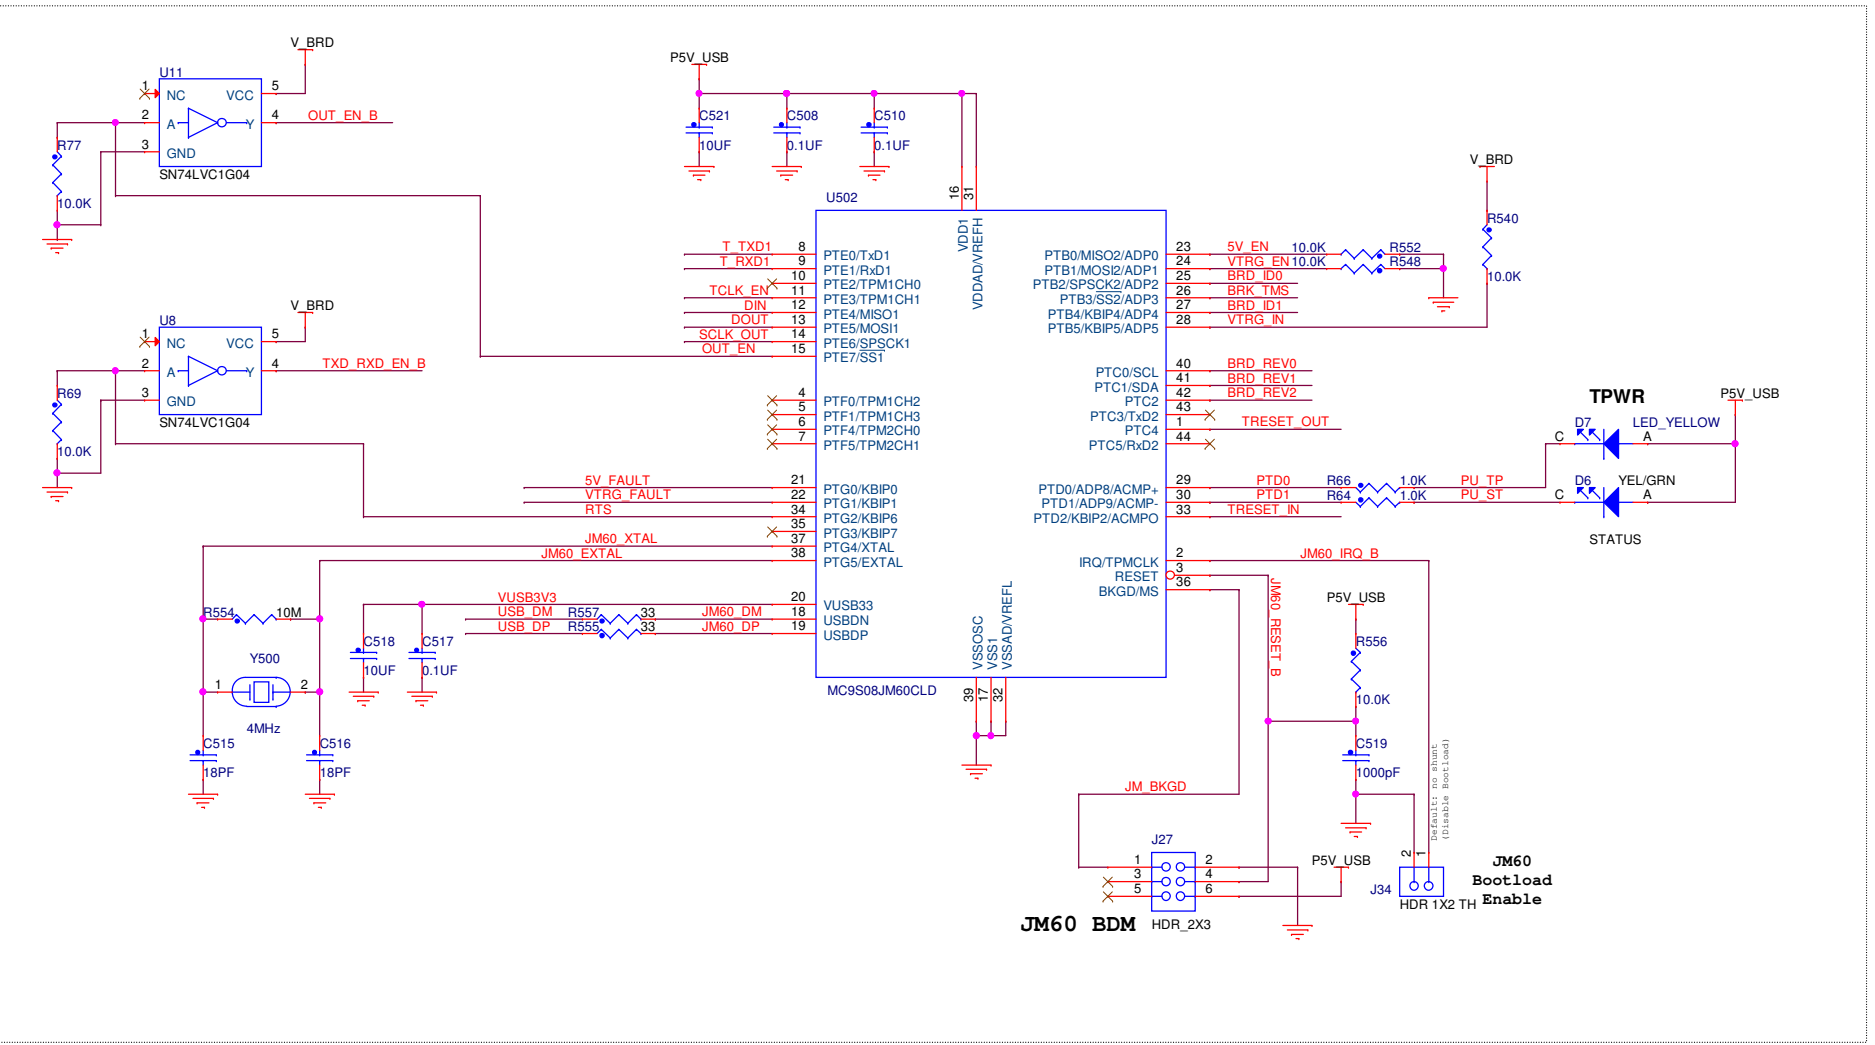 V_BRD
U11
1
NC
VCC
5
2
A
Y
4
OUT_EN_B
3
GND
SN74LVC1G04
R77
10.0K
V_BRD
U8
1
NC
VCC
5
2
A
Y
4
TXD_RXD_EN_B
3
GND
SN74LVC1G04
R69
10.0K
P5V_USB
C521
10UF
C508
0.1UF
C510
0.1UF
16
31
U502
VDD1
VDDAD/VREFH
T_TXD1 8 PTE0/TxD1
T_RXD1 9 PTE1/RxD1
10 PTE2/TPM1CH0
TCLK_EN 11 PTE3/TPM1CH1
DIN 12 PTE4/MISO1
DOUT 13 PTE5/MOSI1
SCLK_OUT 14 PTE6/SPSCK1
OUT_EN 15 PTE7/SS1
4 PTF0/TPM1CH2
5 PTF1/TPM1CH3
6 PTF4/TPM2CH0
7 PTF5/TPM2CH1
5V_FAULT 21 PTG0/KBIP0
VTRG_FAULT 22 PTG1/KBIP1
RTS 34 PTG2/KBIP6
35 PTG3/KBIP7
JM60_XTAL 37 PTG4/XTAL
JM60_EXTAL 38 PTG5/EXTAL
VUSB3V3 20 VUSB33
USB_DM R557 33 JM60_DM 18 USBDN
USB_DP R555 33 JM60_DP 19 USBDP
R554 10M
Y500
1 2
4MHz
C515
18PF
C516
18PF
C518
10UF
C517
0.1UF
PTB0/MISO2/ADP0 23 5V_EN 10.0K R552
PTB1/MOSI2/ADP1 24 VTRG_EN 10.0K R548
PTB2/SPSCK2/ADP2 25 BRD_ID0
PTB3/SS2/ADP3 26 BRK_TMS
PTB4/KBIP4/ADP4 27 BRD_ID1
PTB5/KBIP5/ADP5 28 VTRG_IN
V_BRD
R540
10.0K
PTC0/SCL 40 BRD_REV0
PTC1/SDA 41 BRD_REV1
PTC2 42 BRD_REV2
PTC3/TxD2 43
PTC4 1 TRESET_OUT
PTC5/RxD2 44
PTD0/ADP8/ACMP+ 29 PTD0 R66 1.0K PU_TP
PTD1/ADP9/ACMP- 30 PTD1 R64 1.0K PU_ST
PTD2/KBIP2/ACMPO 33 TRESET_IN
IRQ/TPMCLK 2 JM60_IRQ_B
RESET 3
BKGD/MS 36
JM60_RESET_B
TPWR
P5V_USB
D7 LED_YELLOW
C A
D6 YEL/GRN
C A
STATUS
VSSOSC
VSS1
VSSAD/VREFL
39
17
32
MC9S08JM60CLD
P5V_USB
R556
10.0K
C519
1000pF
Default: no shunt
(Disable Bootload)
JM_BKGD
J27
1 2
3 4
5 6
P5V_USB
JM60 BDM
HDR_2X3
2
1
J34
HDR 1X2 TH
JM60
Bootload
Enable